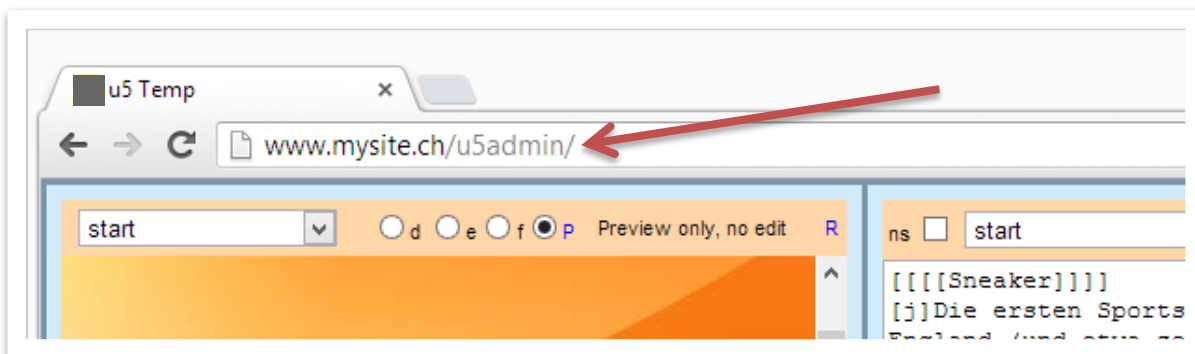 u5 Temp
www.mysite.ch/u5admin/
start d e f P Preview only, no edit R
ns start
[[[[Sneaker]]]]
[j]Die ersten Sports